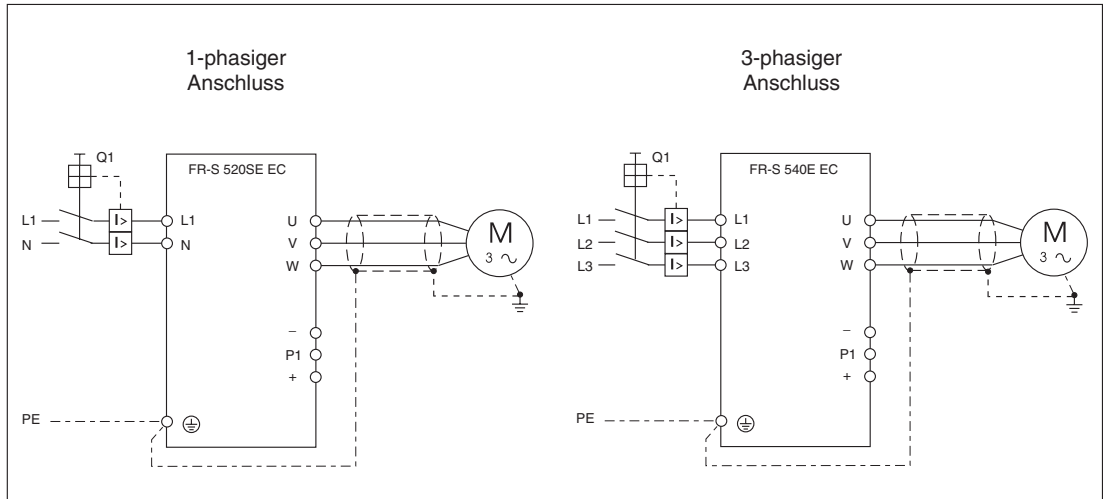 1-phasiger
Anschluss
Q1
FR-S 520SE EC
L1
I>
L1
N
I>
N
U
V
W
M
3 ~
−
P1
+
PE
3-phasiger
Anschluss
Q1
FR-S 540E EC
L1
I>
L1
L2
I>
L2
L3
I>
L3
U
V
W
M
3 ~
−
P1
+
PE